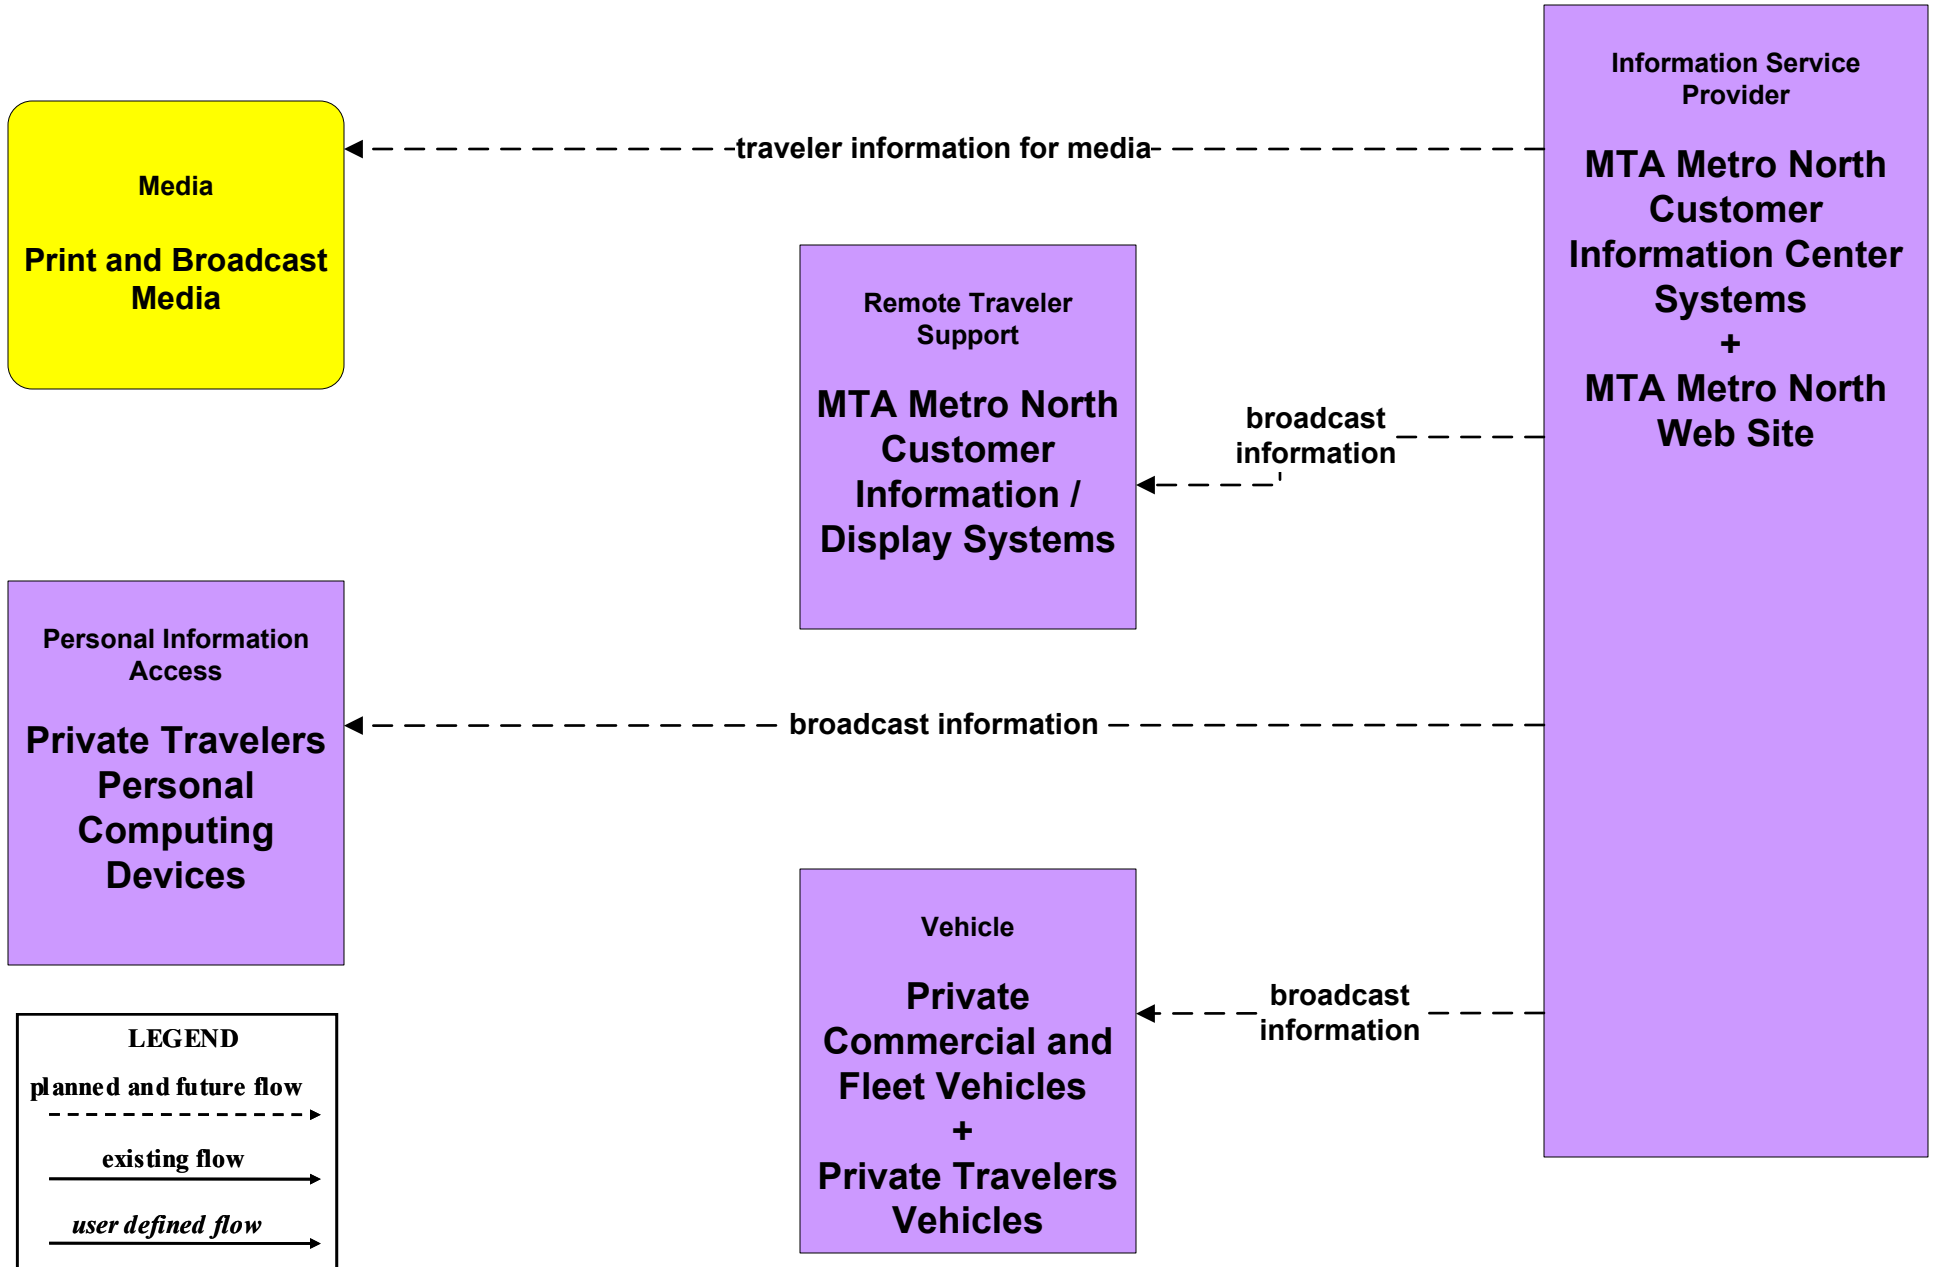 Information Service
Provider
MTA Metro North
Customer
Information Center
Systems
+
MTA Metro North
Web Site
traveler information for media
Media
Print and Broadcast
Media
Remote Traveler
Support
MTA Metro North
Customer
Information /
Display Systems
broadcast
information
Personal Information
Access
Private Travelers
Personal
Computing
Devices
broadcast information
Vehicle
Private
Commercial and
Fleet Vehicles
+
Private Travelers
Vehicles
broadcast
information
LEGEND
planned and future flow
existing flow
user defined flow